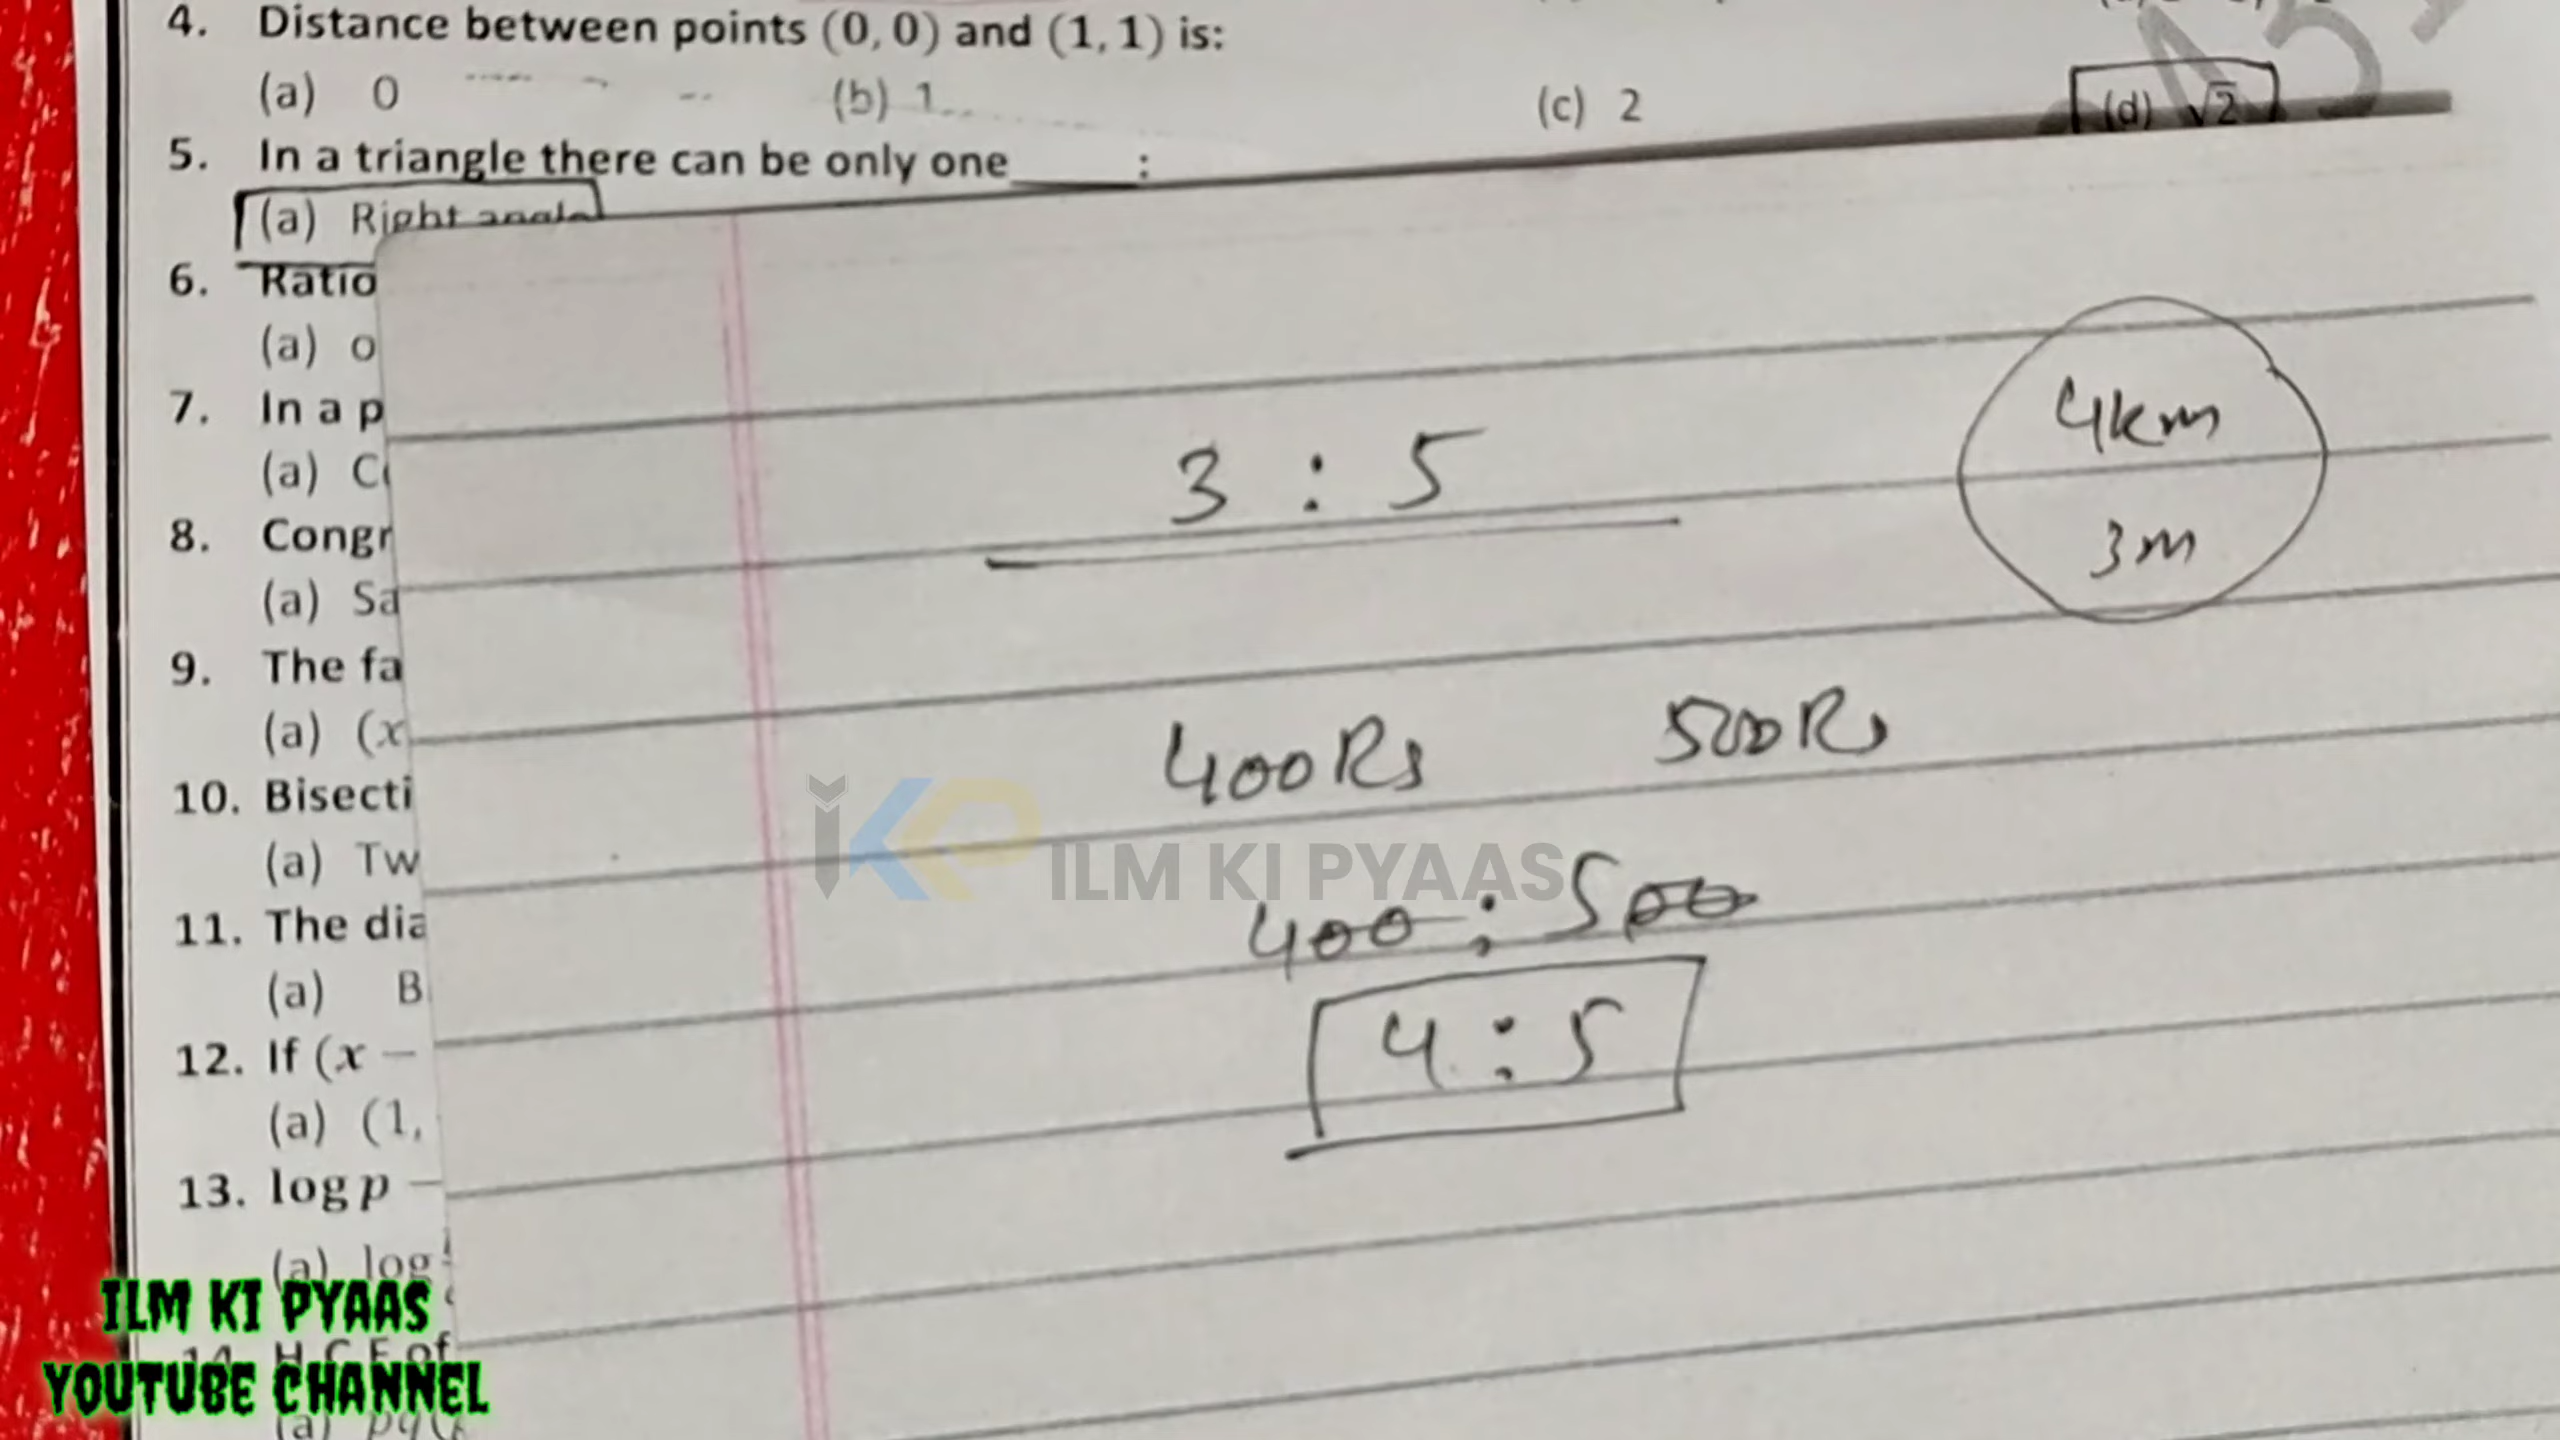 4. Distance between points (0, 0) and (1, 1) is:
(a) 0 (b) 1 (c) 2 (d) √2
5. In a triangle there can be only one____:
(a) Right angle
6. Ratio
(a) o
7. In a p
(a) C
8. Congr
(a) Sa
9. The fa
(a) (x
10. Bisecti
(a) Tw
11. The dia
(a) B
12. If (x −
(a) (1,
13. log p −
(a) log
14. H.C.F of
(a) pq(
3 : 5
4km
3m
400Rs 500Rs
400 : 500
4 : 5
ILM KI PYAAS
ILM KI PYAAS
YOUTUBE CHANNEL